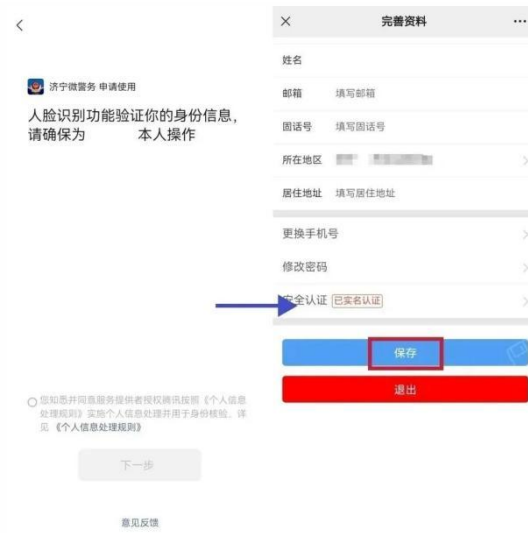 济宁微警务 申请使用
人脸识别功能验证你的身份信息，
请确保为 本人操作
您知悉并同意服务提供者授权腾讯按照《个人信息
处理规则》实施个人信息处理并用于身份核验。详
见《个人信息处理规则》
下一步
意见反馈
完善资料
姓名
邮箱 填写邮箱
固话号 填写固话号
所在地区
居住地址 填写居住地址
更换手机号
修改密码
安全认证 已实名认证
保存
退出